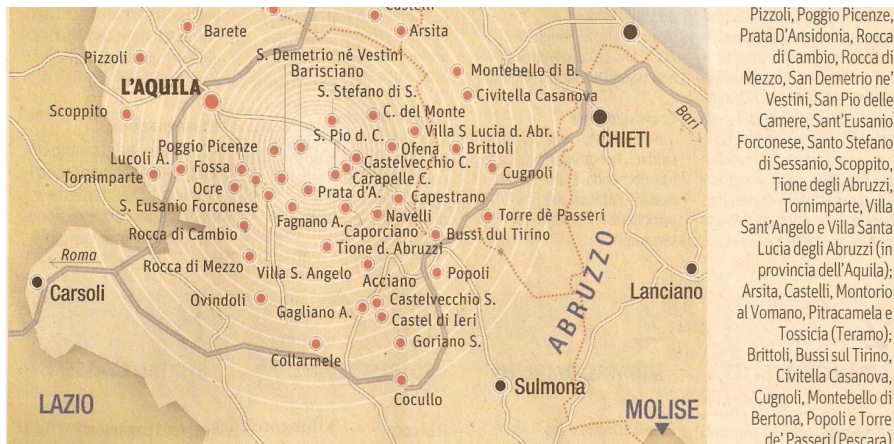 Castelli
Arsita
Barete
Pizzoli
S. Demetrio né Vestini
Barisciano
Montebello di B.
L'AQUILA
S. Stefano di S.
Civitella Casanova
Scoppito
C. del Monte
Bari
CHIETI
S. Pio d. C.
Villa S Lucia d. Abr.
Poggio Picenze
Ofena
Brittoli
Lucoli A.
Fossa
Castelvecchio C.
Cugnoli
Tornimparte
Carapelle C.
Ocre
Prata d'A.
Capestrano
S. Eusanio Forconese
Fagnano A.
Navelli
Torre dè Passeri
Rocca di Cambio
Caporciano
Bussi dul Tirino
Tione d. Abruzzi
Roma
Rocca di Mezzo
Villa S. Angelo
Acciano
Popoli
Carsoli
Lanciano
Ovindoli
Castelvecchio S.
Gagliano A.
Castel di Ieri
ABRUZZO
Goriano S.
Collarmele
Sulmona
Cocullo
LAZIO
MOLISE
Pizzoli, Poggio Picenze,
Prata D'Ansidonia, Rocca
di Cambio, Rocca di
Mezzo, San Demetrio ne'
Vestini, San Pio delle
Camere, Sant'Eusanio
Forconese, Santo Stefano
di Sessanio, Scoppito,
Tione degli Abruzzi,
Tornimparte, Villa
Sant'Angelo e Villa Santa
Lucia degli Abruzzi (in
provincia dell'Aquila);
Arsita, Castelli, Montorio
al Vomano, Pitracamela e
Tossicia (Teramo);
Brittoli, Bussi sul Tirino,
Civitella Casanova,
Cugnoli, Montebello di
Bertona, Popoli e Torre
de' Passeri (Pescara)